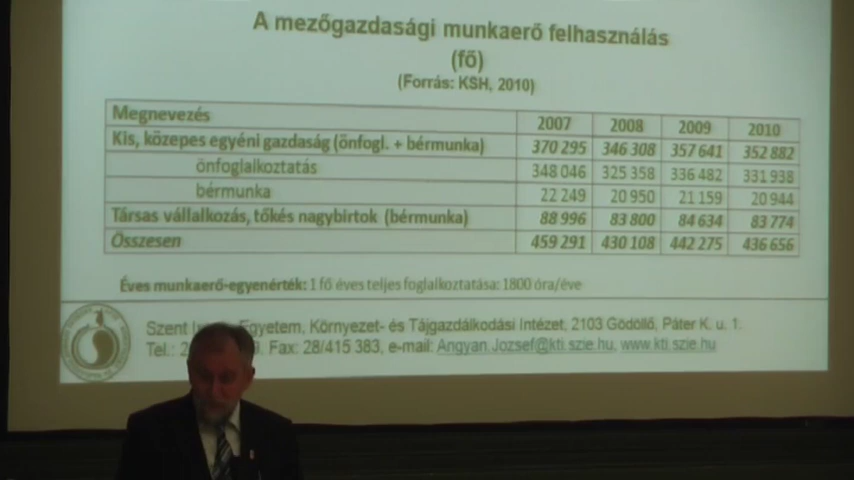 A mezőgazdasági munkaerő felhasználás
(fő)
(Forrás: KSH, 2010)
Megnevezés 2007 2008 2009 2010
Kis, közepes egyéni gazdaság (önfogl. + bérmunka) 370 295 346 308 357 641 352 882
önfoglalkoztatás 348 046 325 358 336 482 331 938
bérmunka 22 249 20 950 21 159 20 944
Társas vállalkozás, tőkés nagybirtok (bérmunka) 88 996 83 800 84 634 83 774
Összesen 459 291 430 108 442 275 436 656
Éves munkaerő-egyenérték: 1 fő éves teljes foglalkoztatása: 1800 óra/éve
Szent Egyetem, Környezet- és Tájgazdálkodási Intézet, 2103 Gödöllő, Páter K. u. 1.
Tel.: Fax: 28/415 383, e-mail: Angyan.Jozsef@kti.szie.hu, www.kti.szie.hu